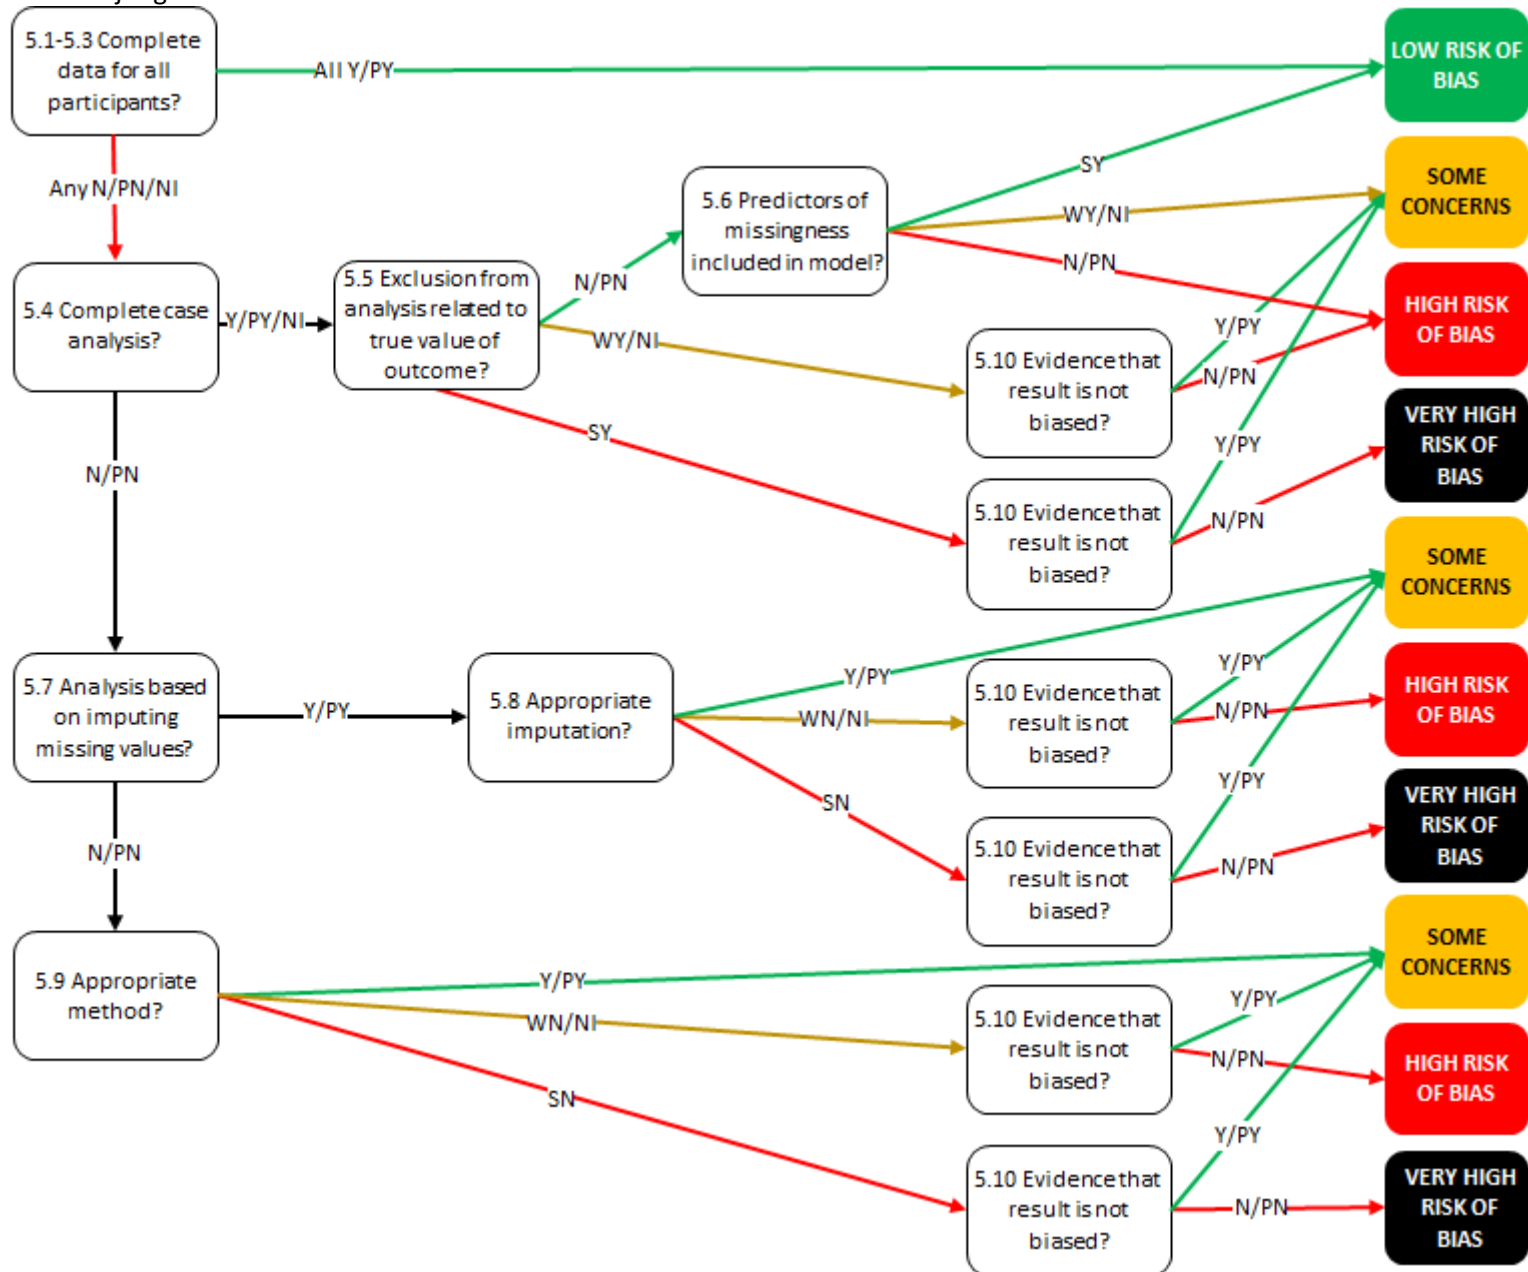 5.1-5.3 Complete
data for all
participants?
All Y/PY
LOW RISK OF
BIAS
Any N/PN/NI
5.4 Complete case
analysis?
Y/PY/NI
5.5 Exclusion from
analysis related to
true value of
outcome?
N/PN
5.6 Predictors of
missingness
included in model?
SY
WY/NI
N/PN
SOME
CONCERNS
HIGH RISK
OF BIAS
WY/NI
5.10 Evidence that
result is not
biased?
Y/PY
N/PN
SY
5.10 Evidence that
result is not
biased?
Y/PY
N/PN
VERY HIGH
RISK OF
BIAS
N/PN
5.7 Analysis based
on imputing
missing values?
Y/PY
5.8 Appropriate
imputation?
Y/PY
SOME
CONCERNS
WN/NI
5.10 Evidence that
result is not
biased?
Y/PY
N/PN
HIGH RISK
OF BIAS
SN
5.10 Evidence that
result is not
biased?
Y/PY
N/PN
VERY HIGH
RISK OF
BIAS
N/PN
5.9 Appropriate
method?
Y/PY
SOME
CONCERNS
WN/NI
5.10 Evidence that
result is not
biased?
Y/PY
N/PN
HIGH RISK
OF BIAS
SN
5.10 Evidence that
result is not
biased?
Y/PY
N/PN
VERY HIGH
RISK OF
BIAS